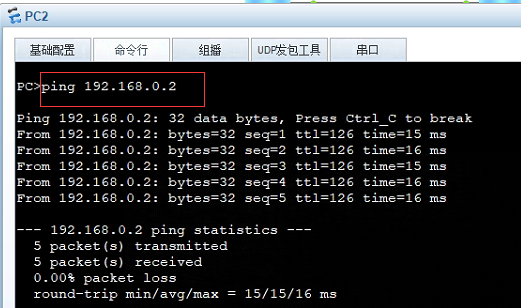 PC2
基础配置 命令行 组播 UDP发包工具 串口
PC>ping 192.168.0.2
Ping 192.168.0.2: 32 data bytes, Press Ctrl_C to break
From 192.168.0.2: bytes=32 seq=1 ttl=126 time=15 ms
From 192.168.0.2: bytes=32 seq=2 ttl=126 time=16 ms
From 192.168.0.2: bytes=32 seq=3 ttl=126 time=15 ms
From 192.168.0.2: bytes=32 seq=4 ttl=126 time=16 ms
From 192.168.0.2: bytes=32 seq=5 ttl=126 time=16 ms
--- 192.168.0.2 ping statistics ---
5 packet(s) transmitted
5 packet(s) received
0.00% packet loss
round-trip min/avg/max = 15/15/16 ms